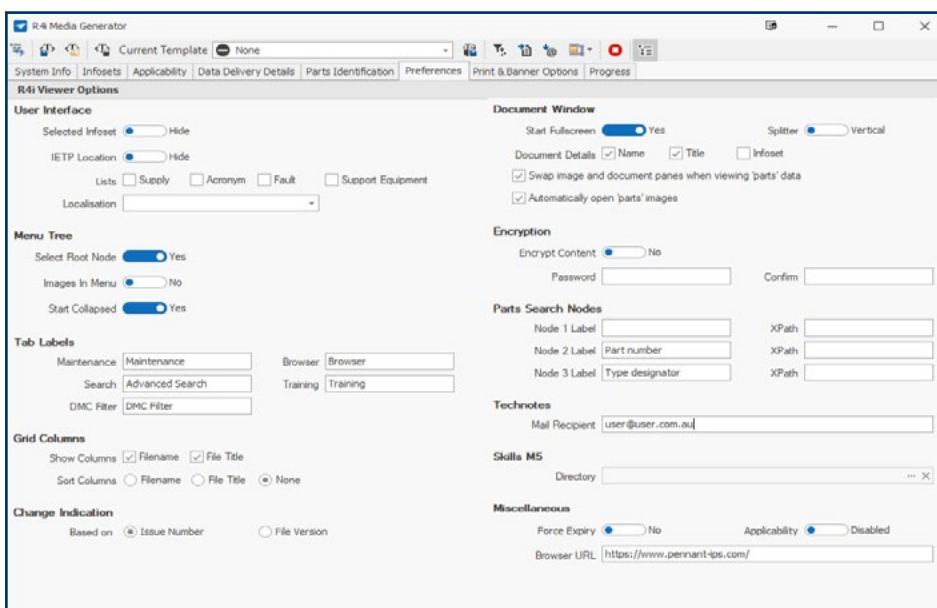 R4i Media Generator
Current Template None
System Info Infosets Applicability Data Delivery Details Parts Identification Preferences Print & Banner Options Progress
R4i Viewer Options
User Interface
Selected Infoset Hide
IETP Location Hide
Lists Supply Acronym Fault Support Equipment
Localisation
Menu Tree
Select Root Node Yes
Images In Menu No
Start Collapsed Yes
Tab Labels
Maintenance Maintenance Browser Browser
Search Advanced Search Training Training
DMC Filter DMC Filter
Grid Columns
Show Columns Filename File Title
Sort Columns Filename File Title None
Change Indication
Based on Issue Number File Version
Document Window
Start Fullscreen Yes Splitter Vertical
Document Details Name Title Infoset
Swap image and document panes when viewing 'parts' data
Automatically open 'parts' images
Encryption
Encrypt Content No
Password Confirm
Parts Search Nodes
Node 1 Label XPath
Node 2 Label Part number XPath
Node 3 Label Type designator XPath
Technotes
Mail Recipient user@user.com.au
Skills M5
Directory
Miscellaneous
Force Expiry No Applicability Disabled
Browser URL https://www.pennant-ips.com/